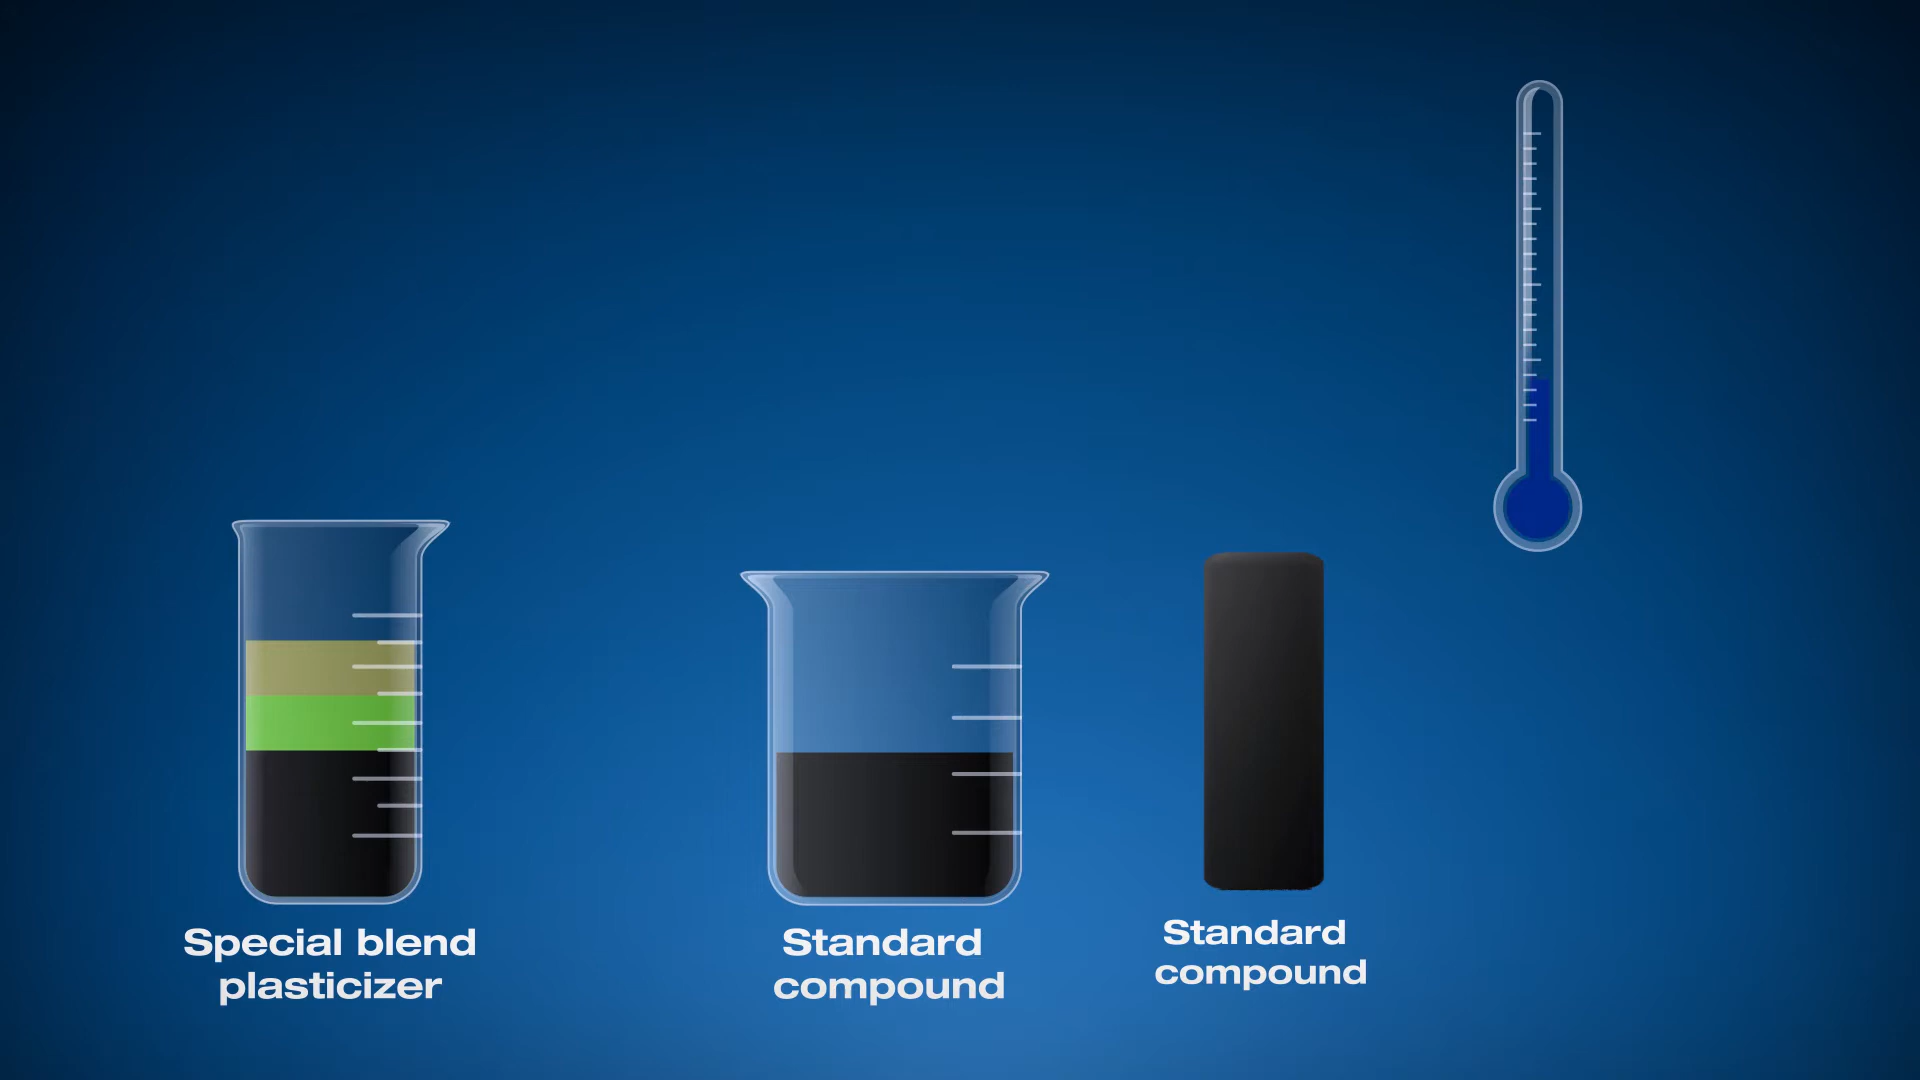 Special blend
plasticizer
Standard
compound
Standard
compound